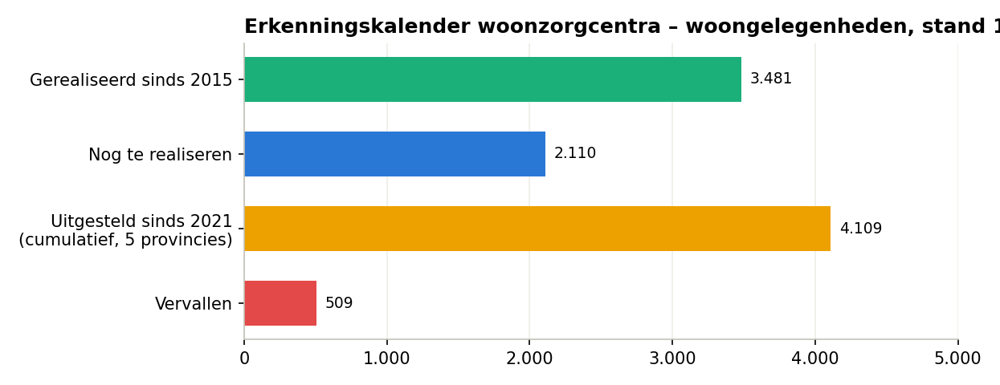 Erkenningskalender woonzorgcentra – woongelegenheden, stand
Gerealiseerd sinds 2015
3.481
Nog te realiseren
2.110
Uitgesteld sinds 2021
(cumulatief, 5 provincies)
4.109
Vervallen
509
0 1.000 2.000 3.000 4.000 5.000